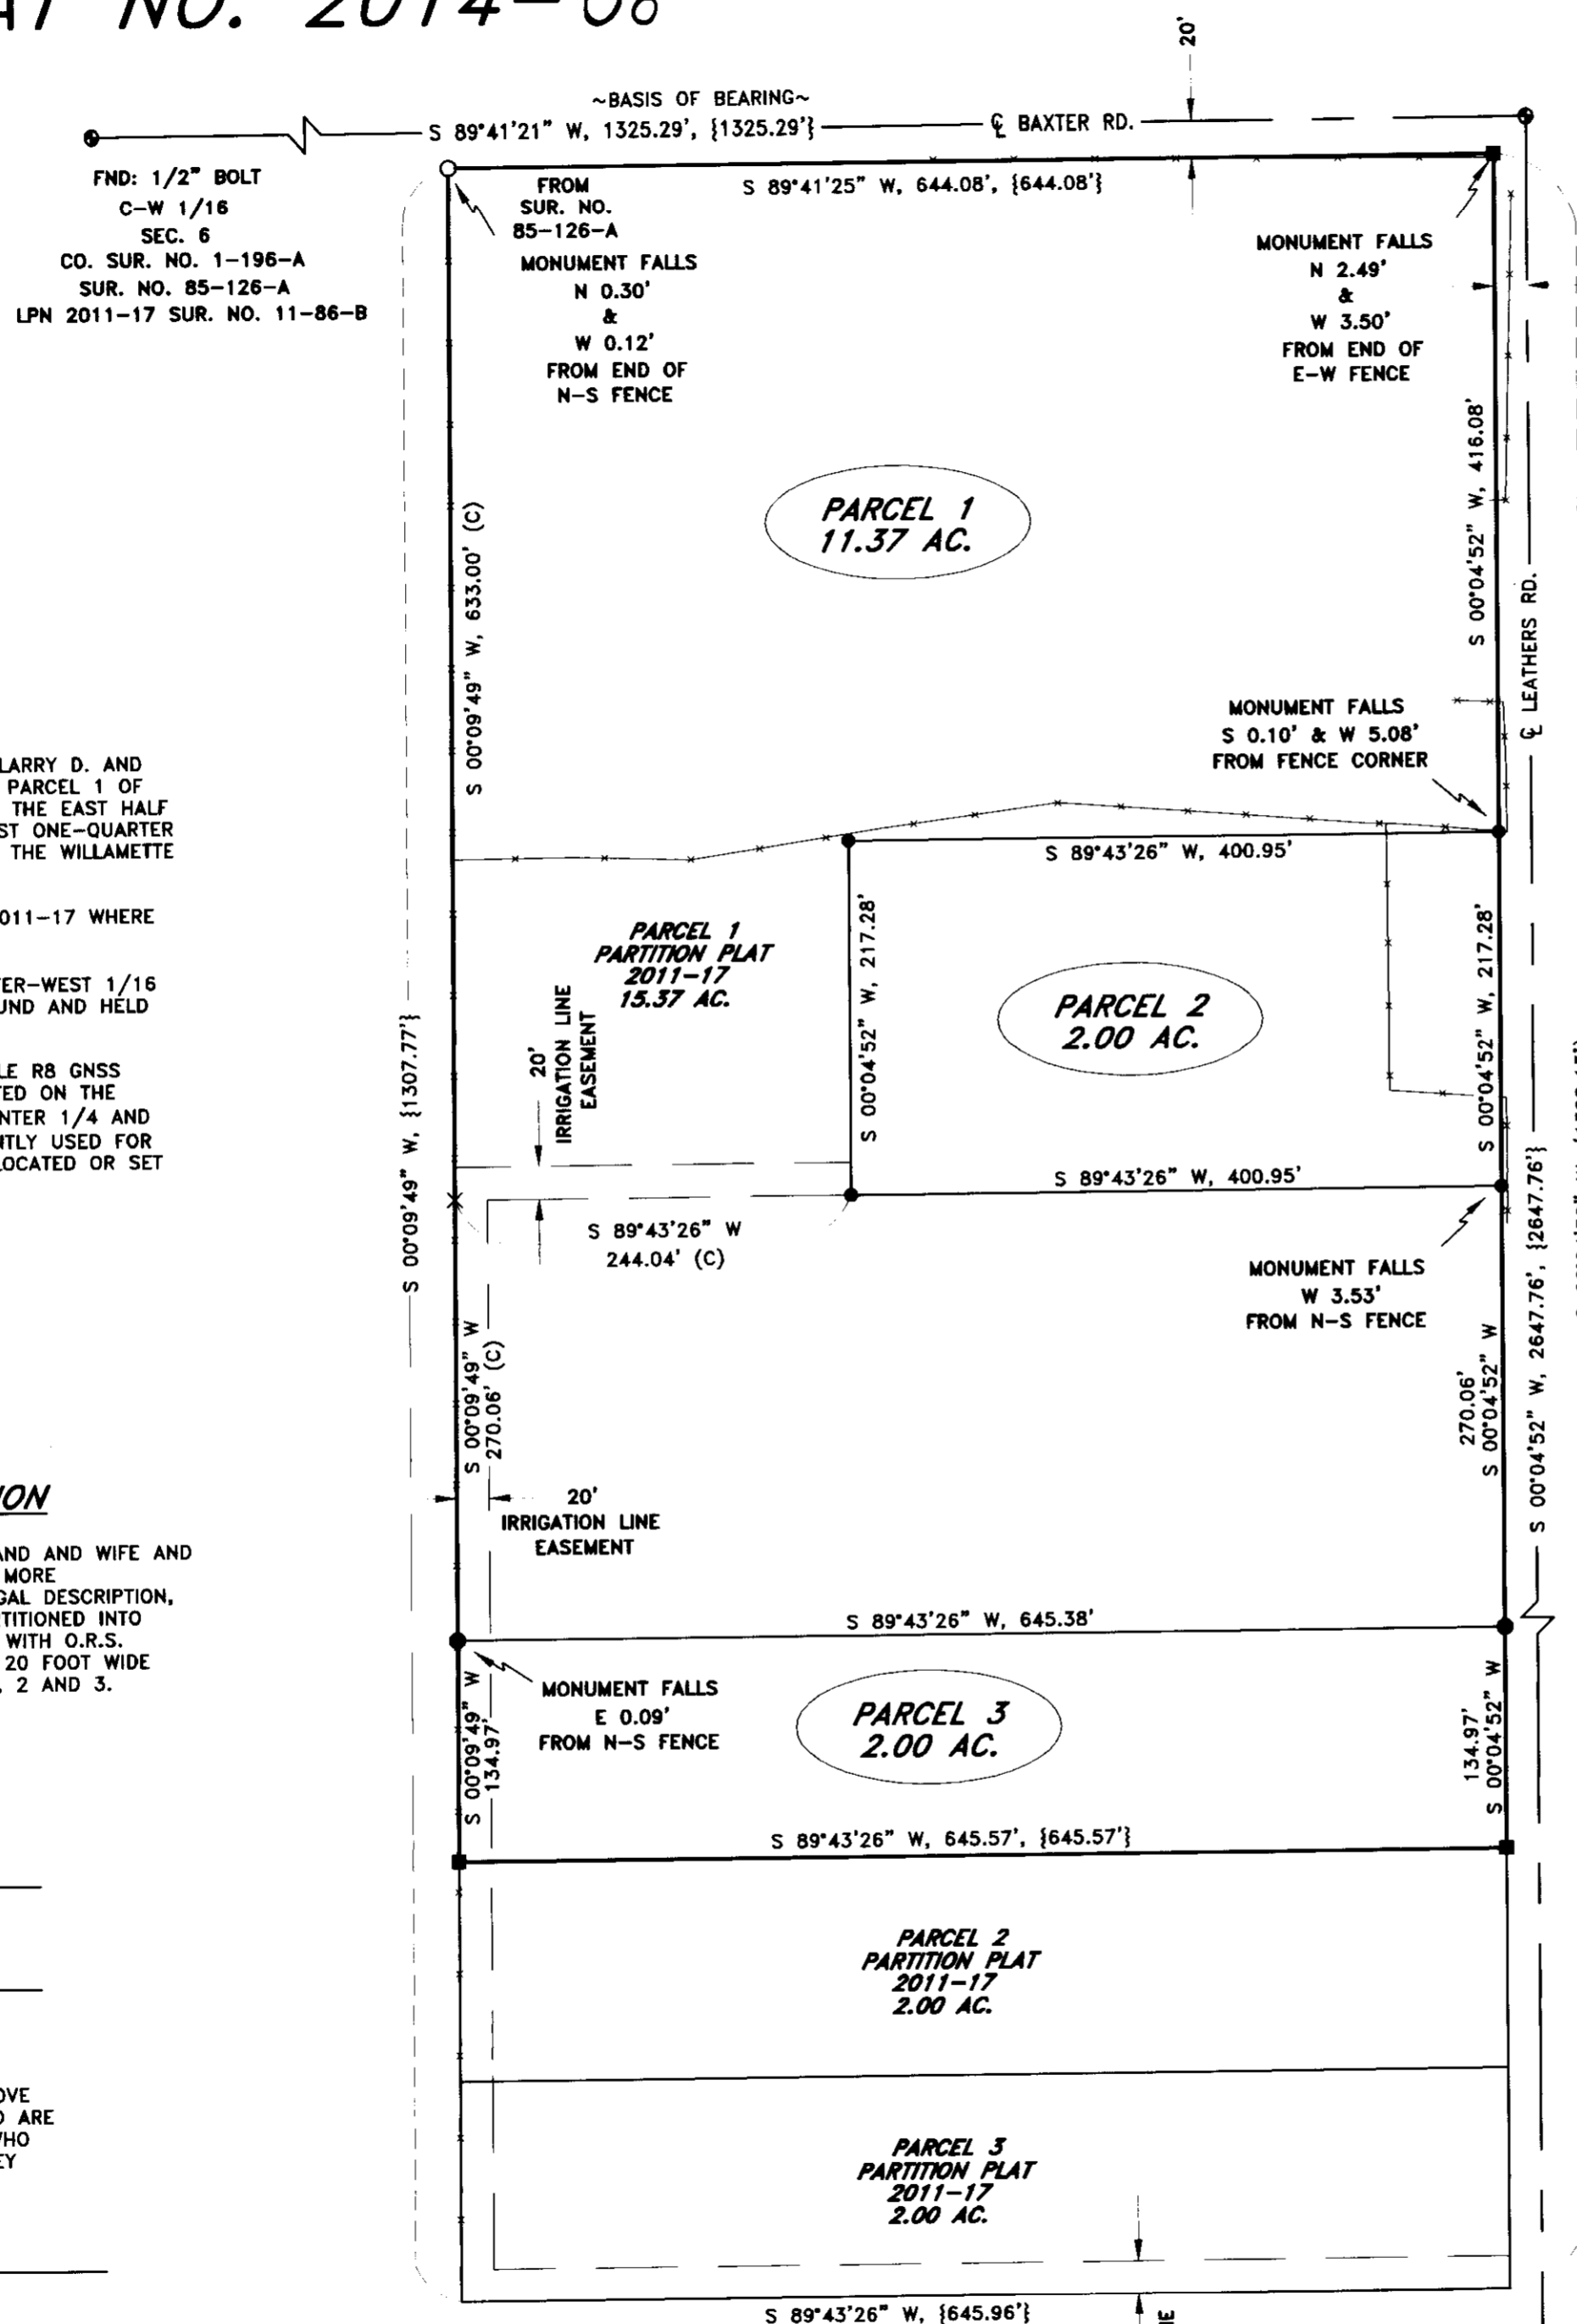 AT NO. 2014-08
~BASIS OF BEARING~
S 89°41'21" W, 1325.29', {1325.29'}
℄ BAXTER RD.
20'
FND: 1/2" BOLT
C-W 1/16
SEC. 6
CO. SUR. NO. 1-196-A
SUR. NO. 85-126-A
LPN 2011-17 SUR. NO. 11-86-B
FROM
SUR. NO.
85-126-A
MONUMENT FALLS
N 0.30'
&
W 0.12'
FROM END OF
N-S FENCE
S 89°41'25" W, 644.08', {644.08'}
MONUMENT FALLS
N 2.49'
&
W 3.50'
FROM END OF
E-W FENCE
S 00°04'52" W, 416.08'
℄ LEATHERS RD.
PARCEL 1
11.37 AC.
S 00°09'49" W, 633.00' (C)
MONUMENT FALLS
S 0.10' & W 5.08'
FROM FENCE CORNER
LARRY D. AND
PARCEL 1 OF
THE EAST HALF
ST ONE-QUARTER
THE WILLAMETTE
011-17 WHERE
TER-WEST 1/16
UND AND HELD
LE R8 GNSS
TED ON THE
NTER 1/4 AND
NTLY USED FOR
LOCATED OR SET
S 89°43'26" W, 400.95'
PARCEL 1
PARTITION PLAT
2011-17
15.37 AC.
S 00°04'52" W, 217.28'
PARCEL 2
2.00 AC.
S 00°04'52" W, 217.28'
20'
IRRIGATION LINE
EASEMENT
S 00°09'49" W, {1307.77'}
S 89°43'26" W, 400.95'
S 89°43'26" W
244.04' (C)
MONUMENT FALLS
W 3.53'
FROM N-S FENCE
S 00°04'52" W, 2647.76', {2647.76'}
S 00°09'49" W
270.06' (C)
270.06'
S 00°04'52" W
20'
IRRIGATION LINE
EASEMENT
ION
AND AND WIFE AND
MORE
GAL DESCRIPTION,
TITIONED INTO
WITH O.R.S.
20 FOOT WIDE
, 2 AND 3.
S 89°43'26" W, 645.38'
MONUMENT FALLS
E 0.09'
FROM N-S FENCE
S 00°09'49" W
134.97'
PARCEL 3
2.00 AC.
134.97'
S 00°04'52" W
S 89°43'26" W, 645.57', {645.57'}
PARCEL 2
PARTITION PLAT
2011-17
2.00 AC.
OVE
D ARE
WHO
EY
PARCEL 3
PARTITION PLAT
2011-17
2.00 AC.
S 89°43'26" W, {645.96'}